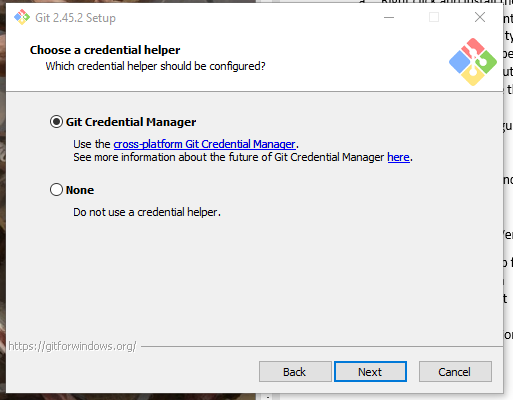 Git 2.45.2 Setup
Choose a credential helper
Which credential helper should be configured?
Git Credential Manager
Use the cross-platform Git Credential Manager.
See more information about the future of Git Credential Manager here.
None
Do not use a credential helper.
https://gitforwindows.org/
Back
Next
Cancel